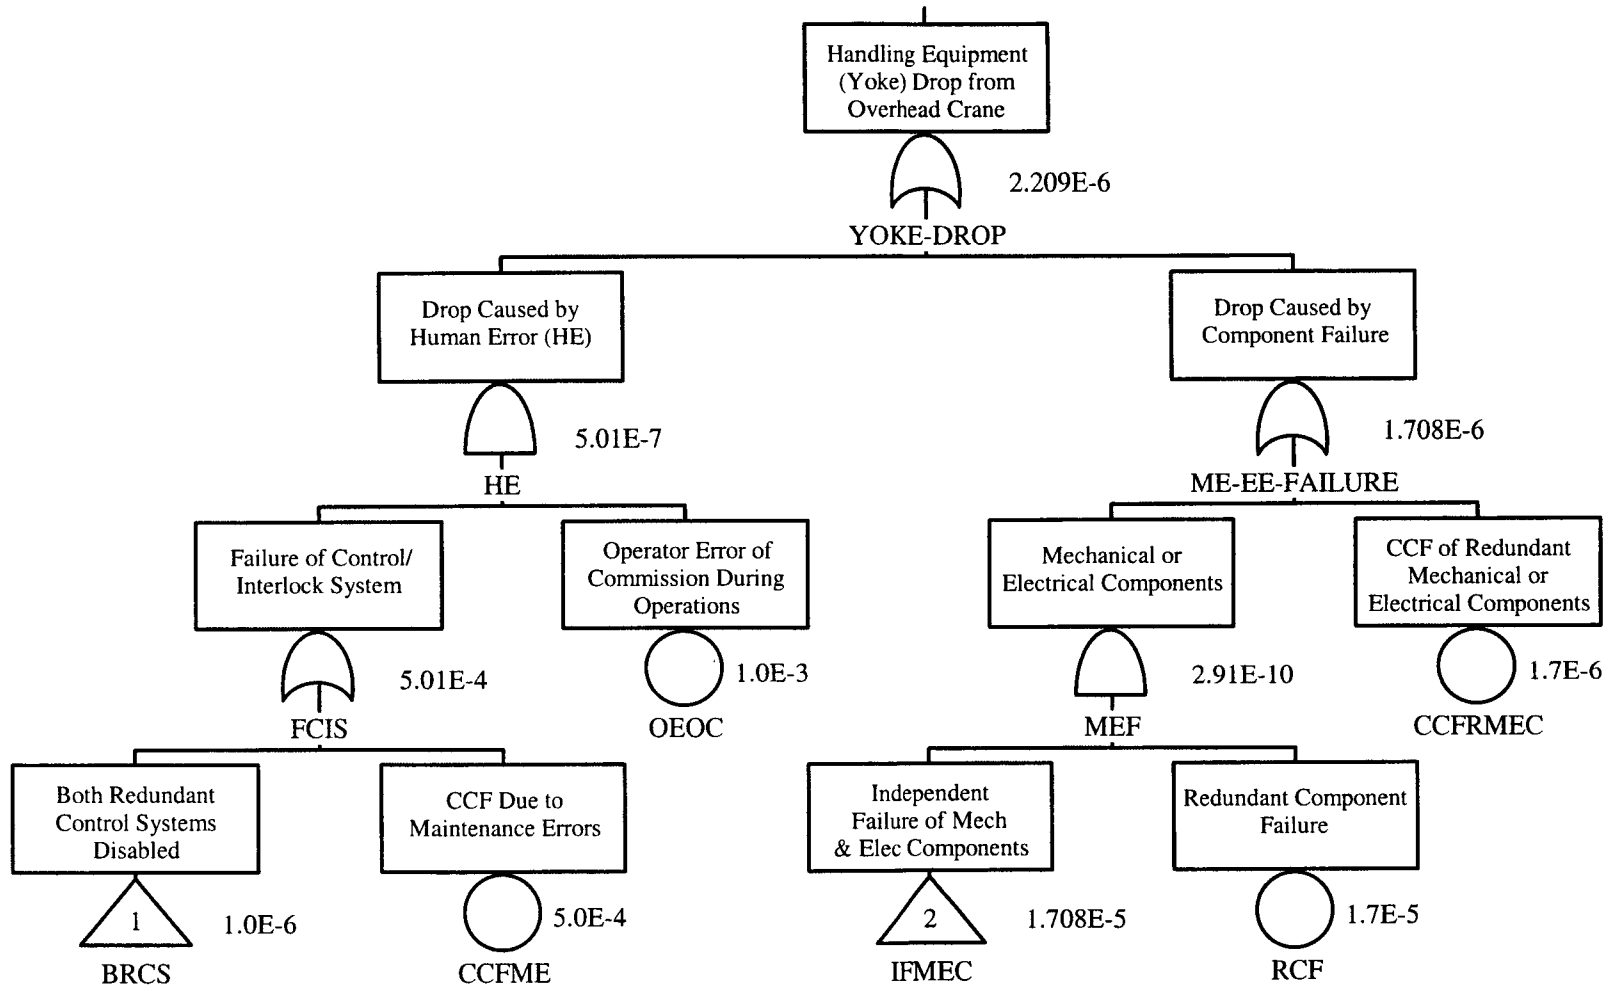 Handling Equipment
(Yoke) Drop from
Overhead Crane
2.209E-6
YOKE-DROP
Drop Caused by
Human Error (HE)
5.01E-7
HE
Drop Caused by
Component Failure
1.708E-6
ME-EE-FAILURE
Failure of Control/
Interlock System
5.01E-4
FCIS
Operator Error of
Commission During
Operations
1.0E-3
OEOC
Mechanical or
Electrical Components
2.91E-10
MEF
CCF of Redundant
Mechanical or
Electrical Components
1.7E-6
CCFRMEC
Both Redundant
Control Systems
Disabled
1
1.0E-6
BRCS
CCF Due to
Maintenance Errors
5.0E-4
CCFME
Independent
Failure of Mech
& Elec Components
2
1.708E-5
IFMEC
Redundant Component
Failure
1.7E-5
RCF